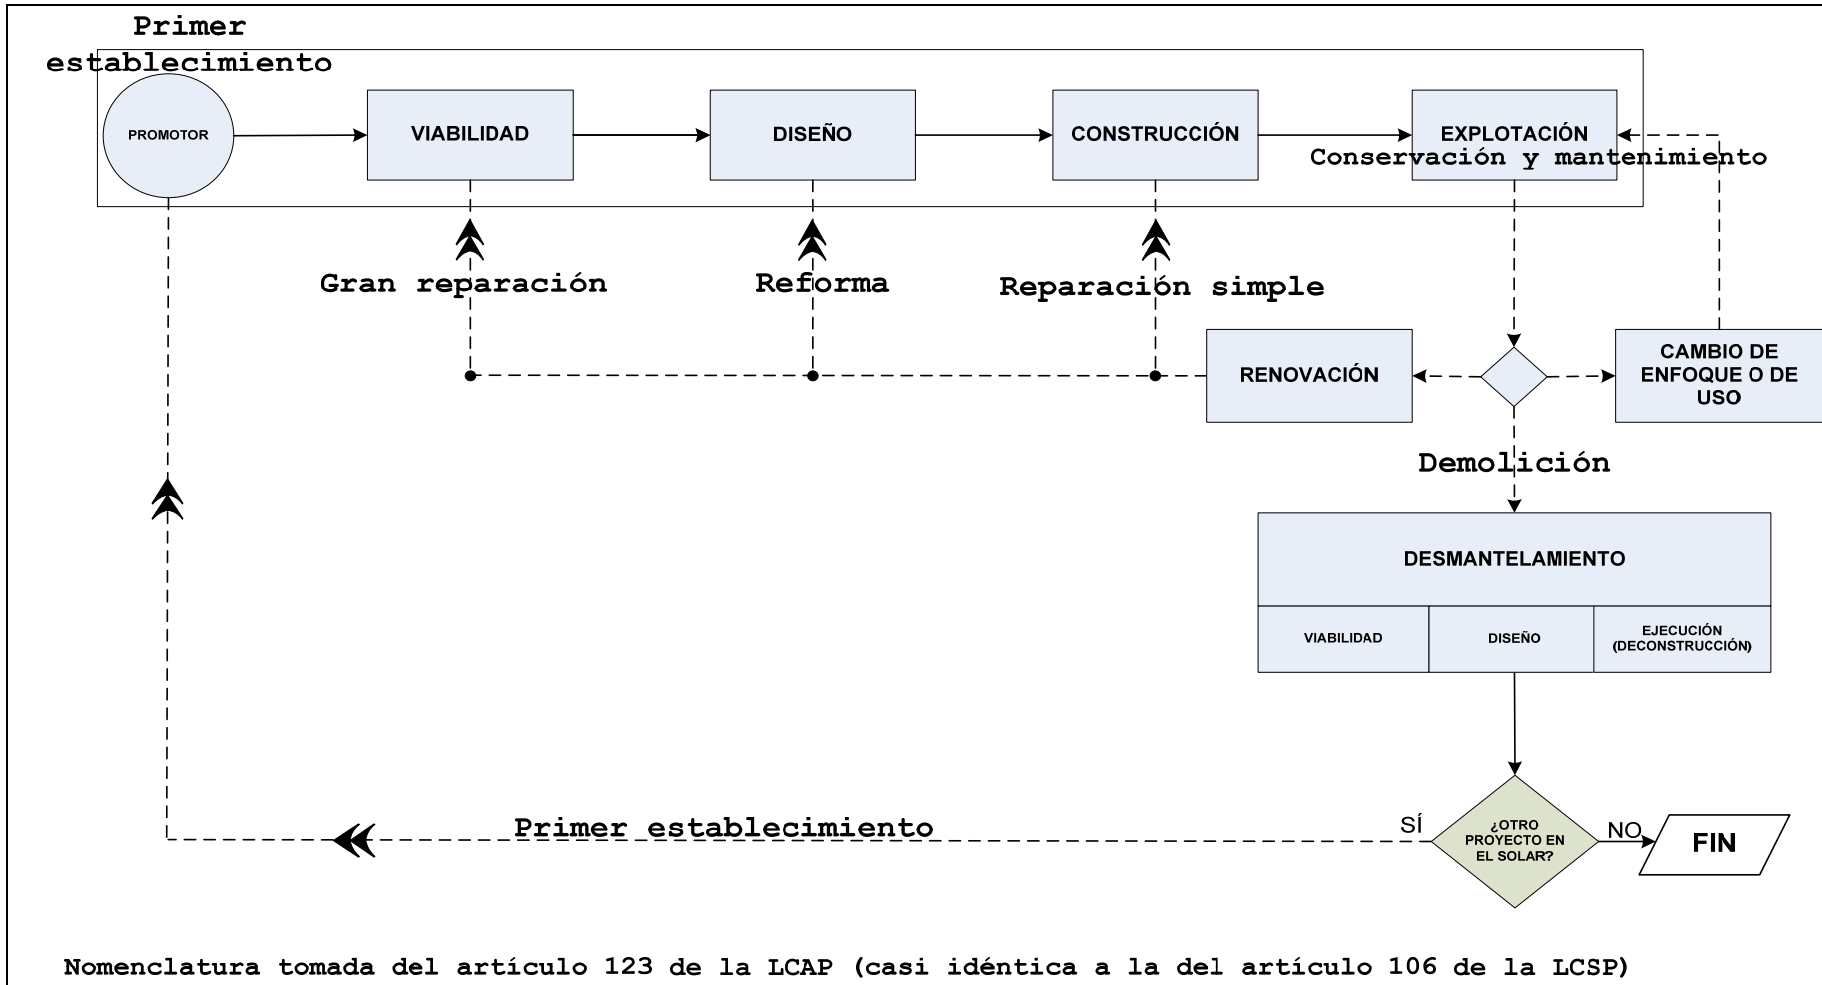 Primer
establecimiento
PROMOTOR
VIABILIDAD
DISEÑO
CONSTRUCCIÓN
EXPLOTACIÓN
Conservación y mantenimiento
Gran reparación
Reforma
Reparación simple
RENOVACIÓN
CAMBIO DE
ENFOQUE O DE
USO
Demolición
DESMANTELAMIENTO
VIABILIDAD
DISEÑO
EJECUCIÓN
(DECONSTRUCCIÓN)
Primer establecimiento
SÍ
¿OTRO
PROYECTO EN
EL SOLAR?
NO
FIN
Nomenclatura tomada del artículo 123 de la LCAP (casi idéntica a la del artículo 106 de la LCSP)